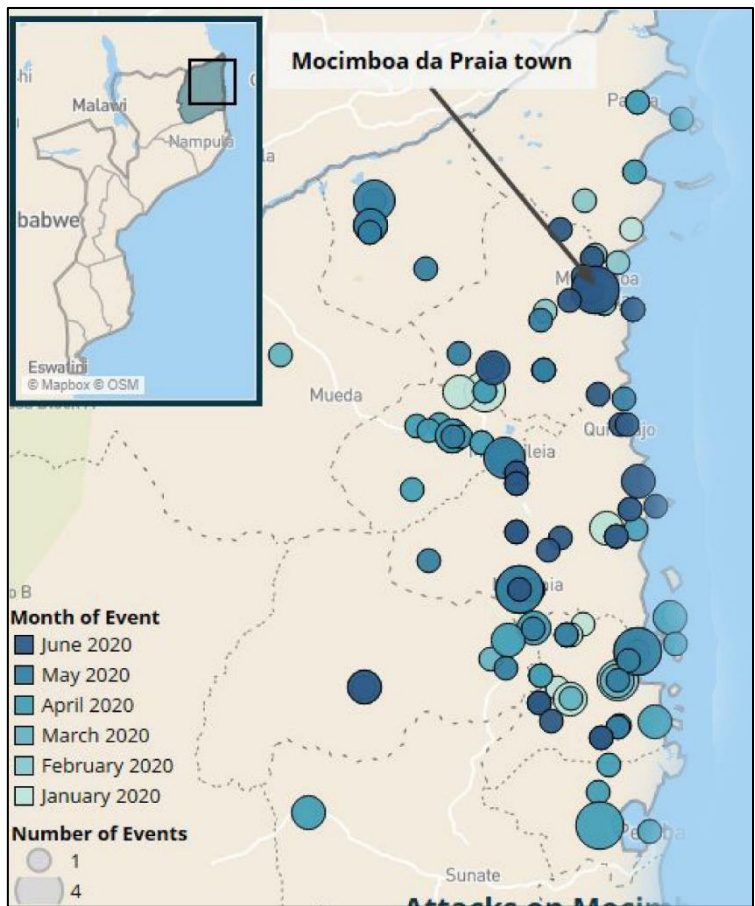 Malawi
Nampula
babwe
Eswatini
© Mapbox © OSM
Mocimboa da Praia town
Mueda
Sunate
Month of Event
June 2020
May 2020
April 2020
March 2020
February 2020
January 2020
Number of Events
1
4